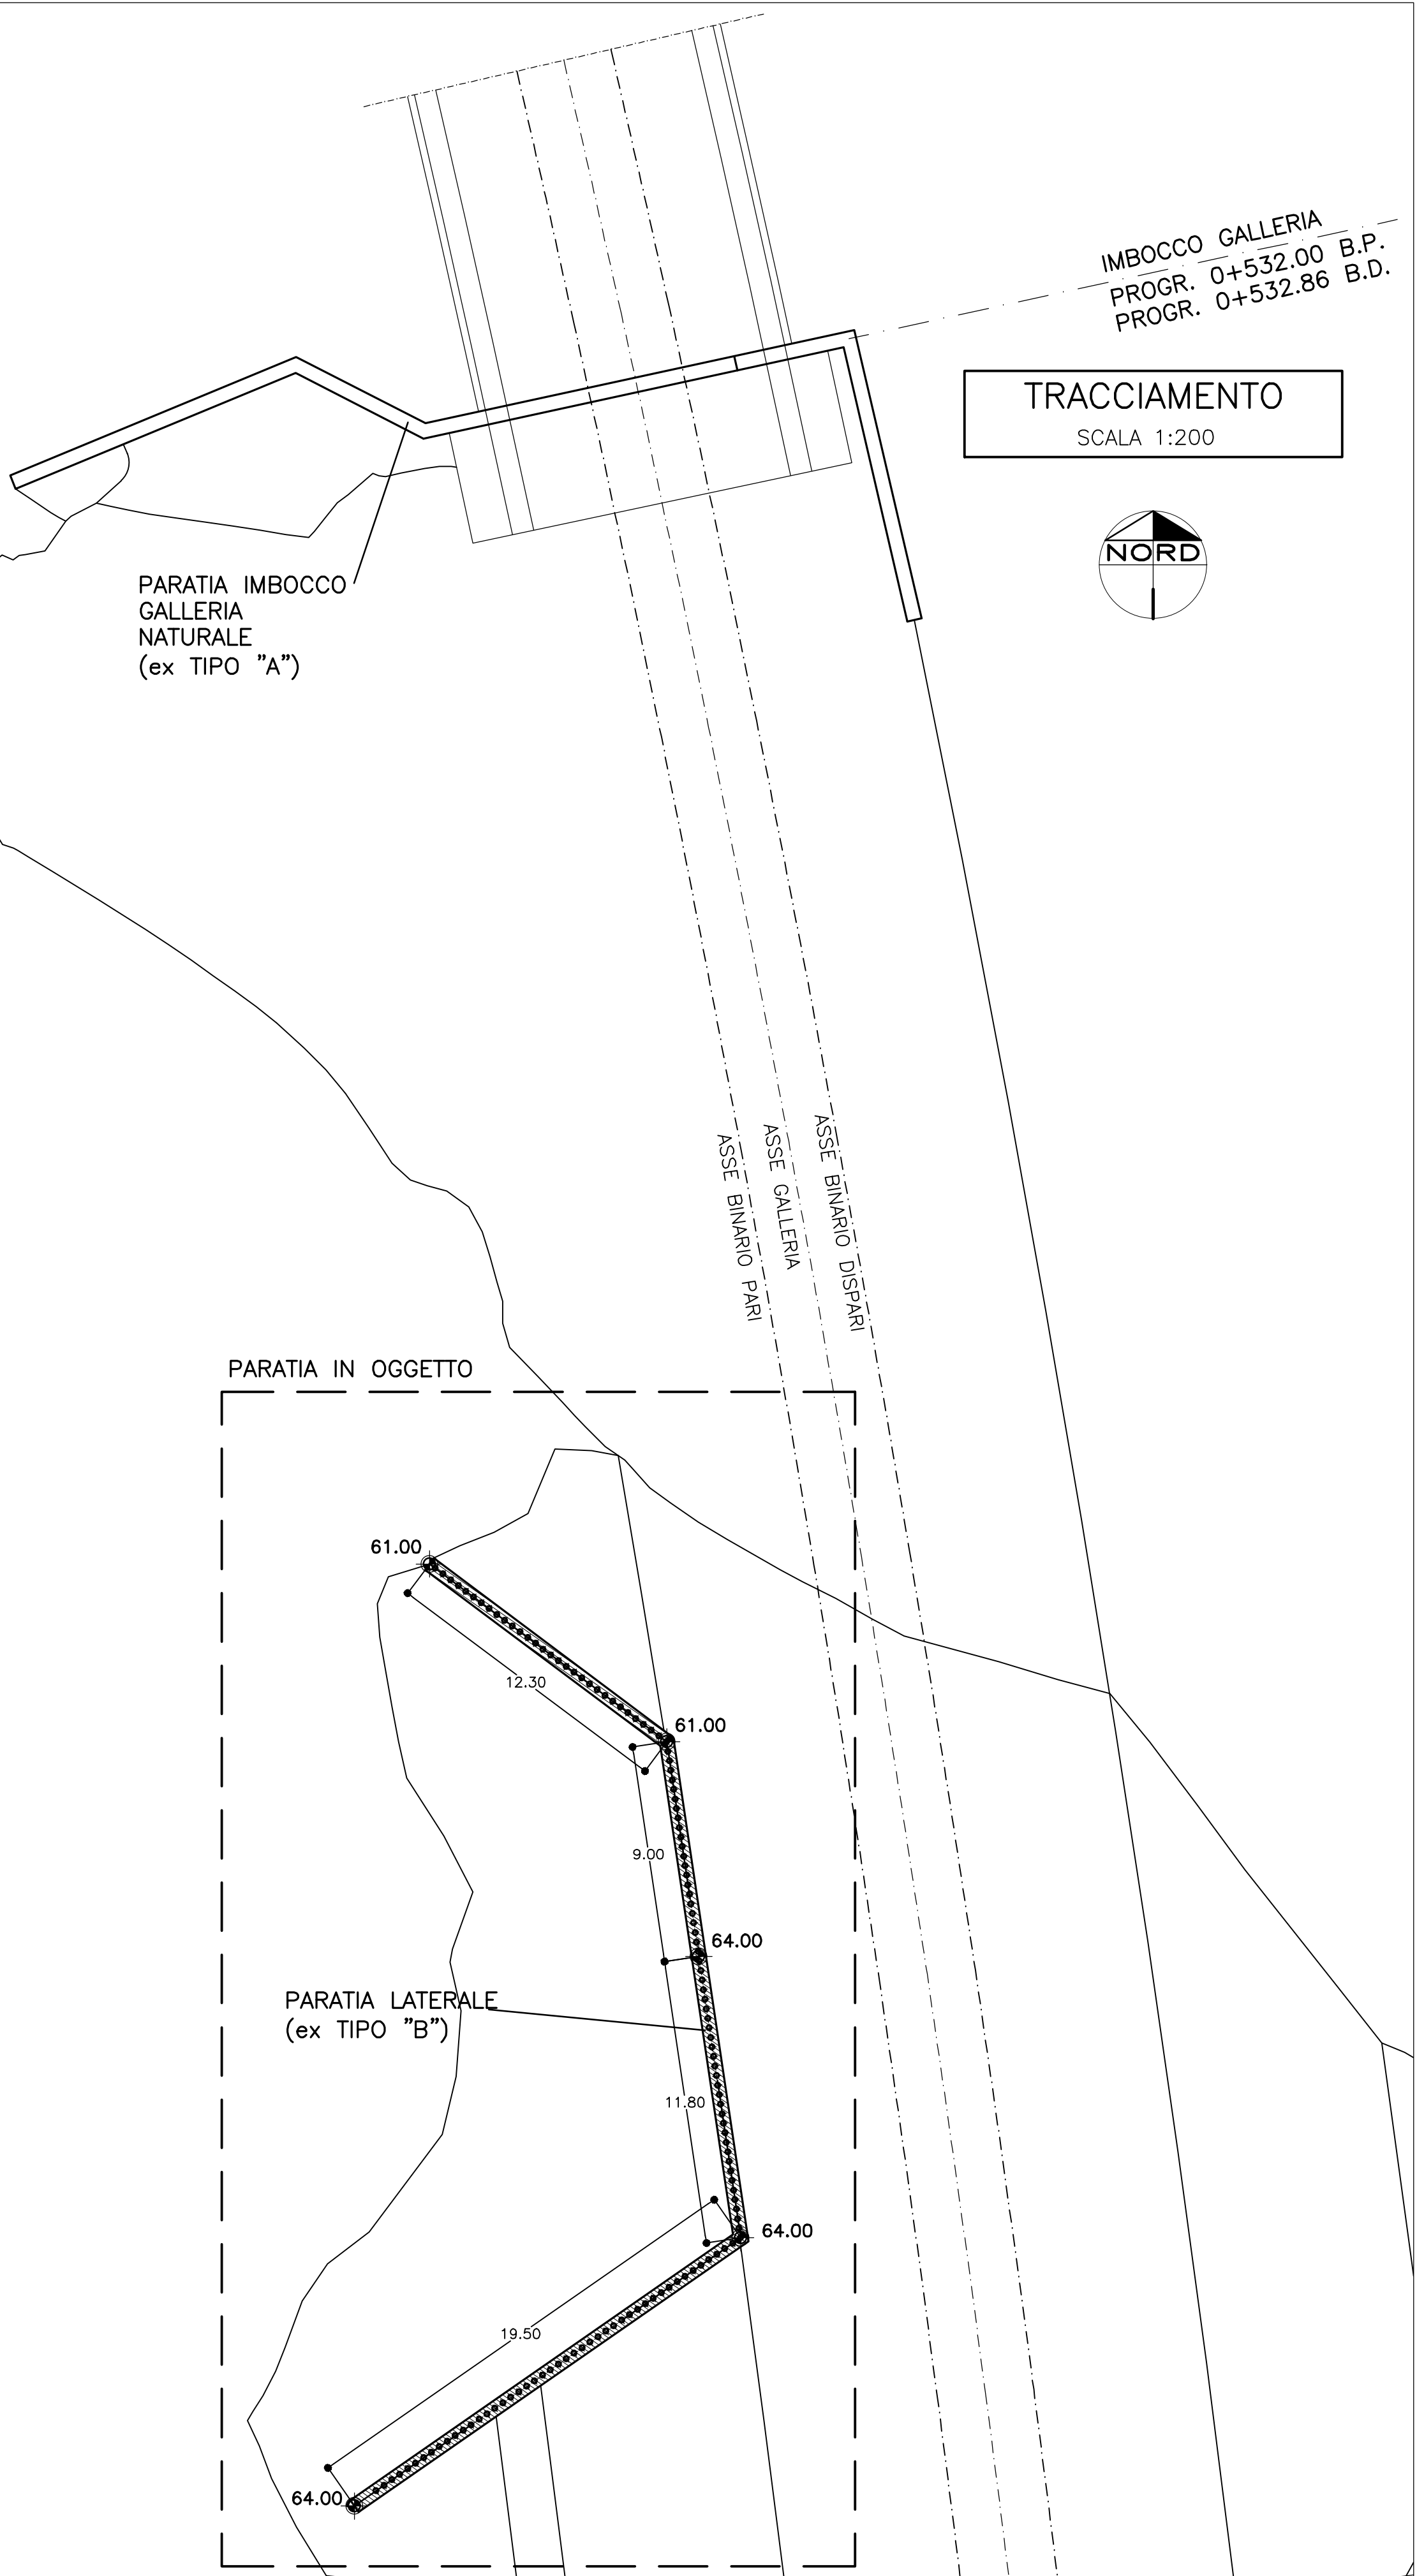 IMBOCCO GALLERIA
PROGR. 0+532.00 B.P.
PROGR. 0+532.86 B.D.
TRACCIAMENTO
SCALA 1:200
NORD
PARATIA IMBOCCO
GALLERIA
NATURALE
(ex TIPO "A")
ASSE BINARIO PARI
ASSE GALLERIA
ASSE BINARIO DISPARI
PARATIA IN OGGETTO
61.00
12.30
61.00
9.00
64.00
PARATIA LATERALE
(ex TIPO "B")
11.80
64.00
19.50
64.00